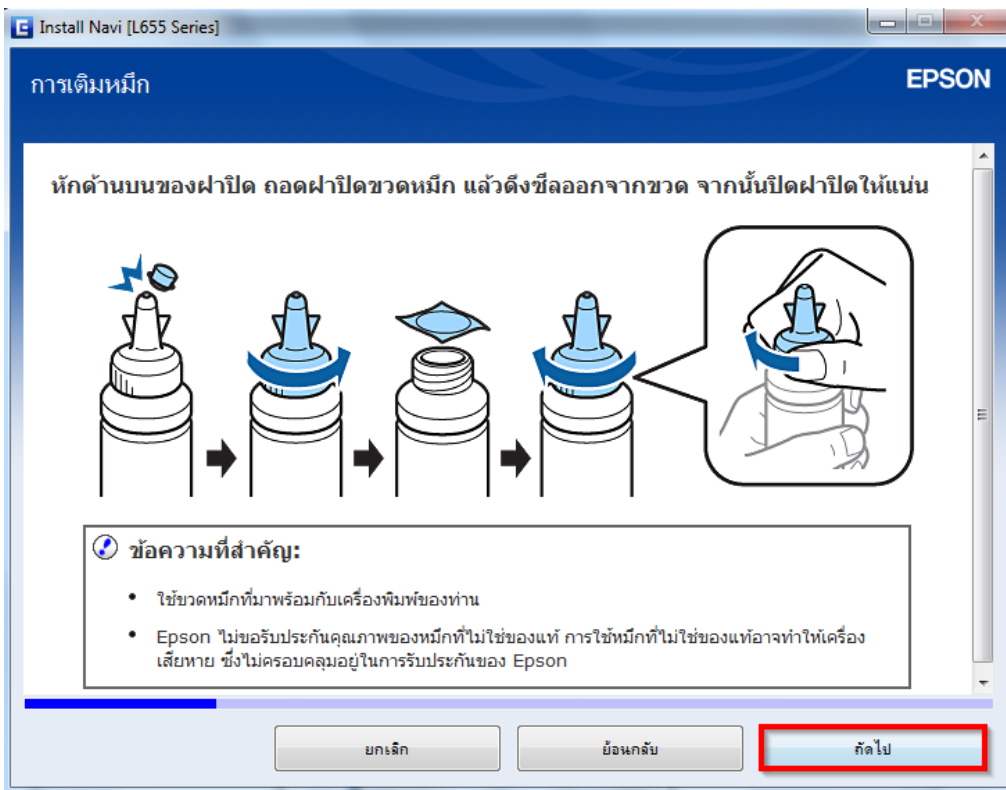 Install Navi [L655 Series]
การเติมหมึก
EPSON
หักด้านบนของฝาปิด ถอดฝาปิดขวดหมึก แล้วดึงซีลออกจากขวด จากนั้นปิดฝาปิดให้แน่น
ข้อความที่สำคัญ:
• ใช้ขวดหมึกที่มาพร้อมกับเครื่องพิมพ์ของท่าน
• Epson ไม่ขอรับประกันคุณภาพของหมึกที่ไม่ใช่ของแท้ การใช้หมึกที่ไม่ใช่ของแท้อาจทำให้เครื่อง
เสียหาย ซึ่งไม่ครอบคลุมอยู่ในการรับประกันของ Epson
ยกเลิก
ย้อนกลับ
ถัดไป